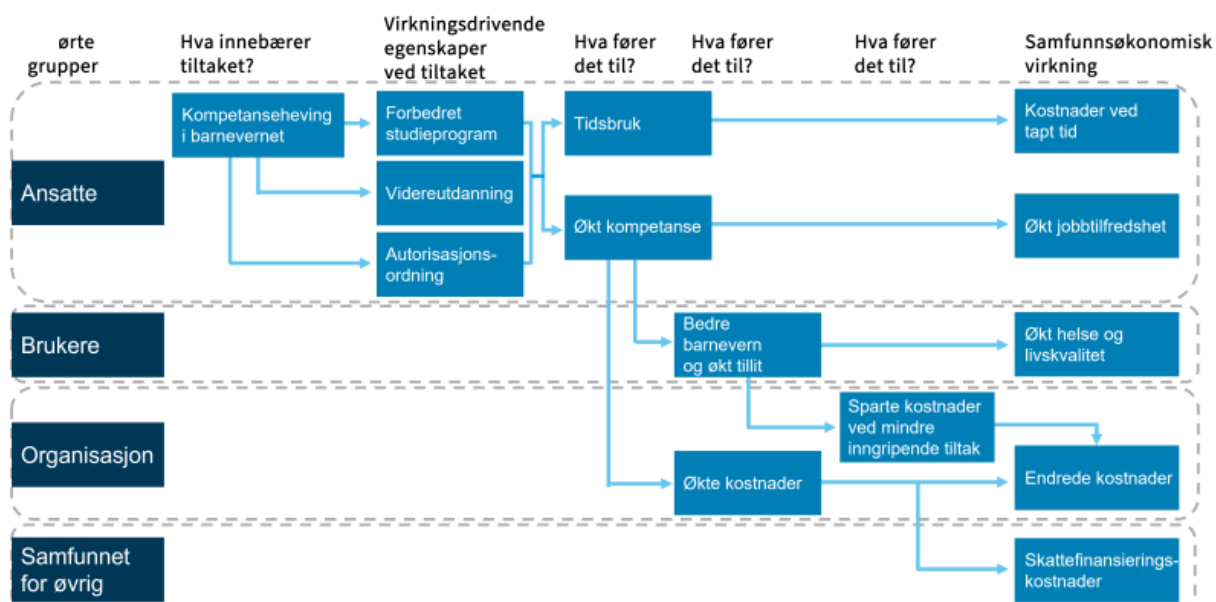 ørte
grupper
Hva innebærer
tiltaket?
Virkningsdrivende
egenskaper
ved tiltaket
Hva fører
det til?
Hva fører
det til?
Hva fører
det til?
Samfunnsøkonomisk
virkning
Ansatte
Kompetanseheving
i barnevernet
Forbedret
studieprogram
Videreutdanning
Autorisasjons-
ordning
Tidsbruk
Økt kompetanse
Kostnader ved
tapt tid
Økt jobbtilfredshet
Brukere
Bedre
barnevern
og økt tillit
Økt helse og
livskvalitet
Organisasjon
Sparte kostnader
ved mindre
inngripende tiltak
Økte kostnader
Endrede kostnader
Samfunnet
for øvrig
Skattefinansierings-
kostnader